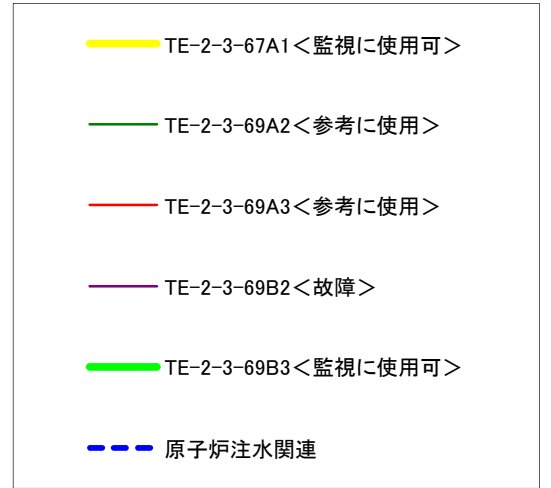 TE-2-3-67A1＜監視に使用可＞
TE-2-3-69A2＜参考に使用＞
TE-2-3-69A3＜参考に使用＞
TE-2-3-69B2＜故障＞
TE-2-3-69B3＜監視に使用可＞
原子炉注水関連